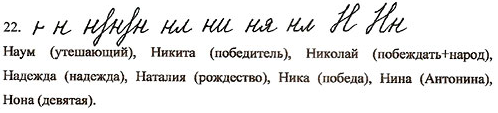 22. г н нунун нл ни ня нл Н Нн
Наум (утешающий), Никита (победитель), Николай (побеждать+народ),
Надежда (надежда), Наталия (рождество), Ника (победа), Нина (Антонина),
Нона (девятая).